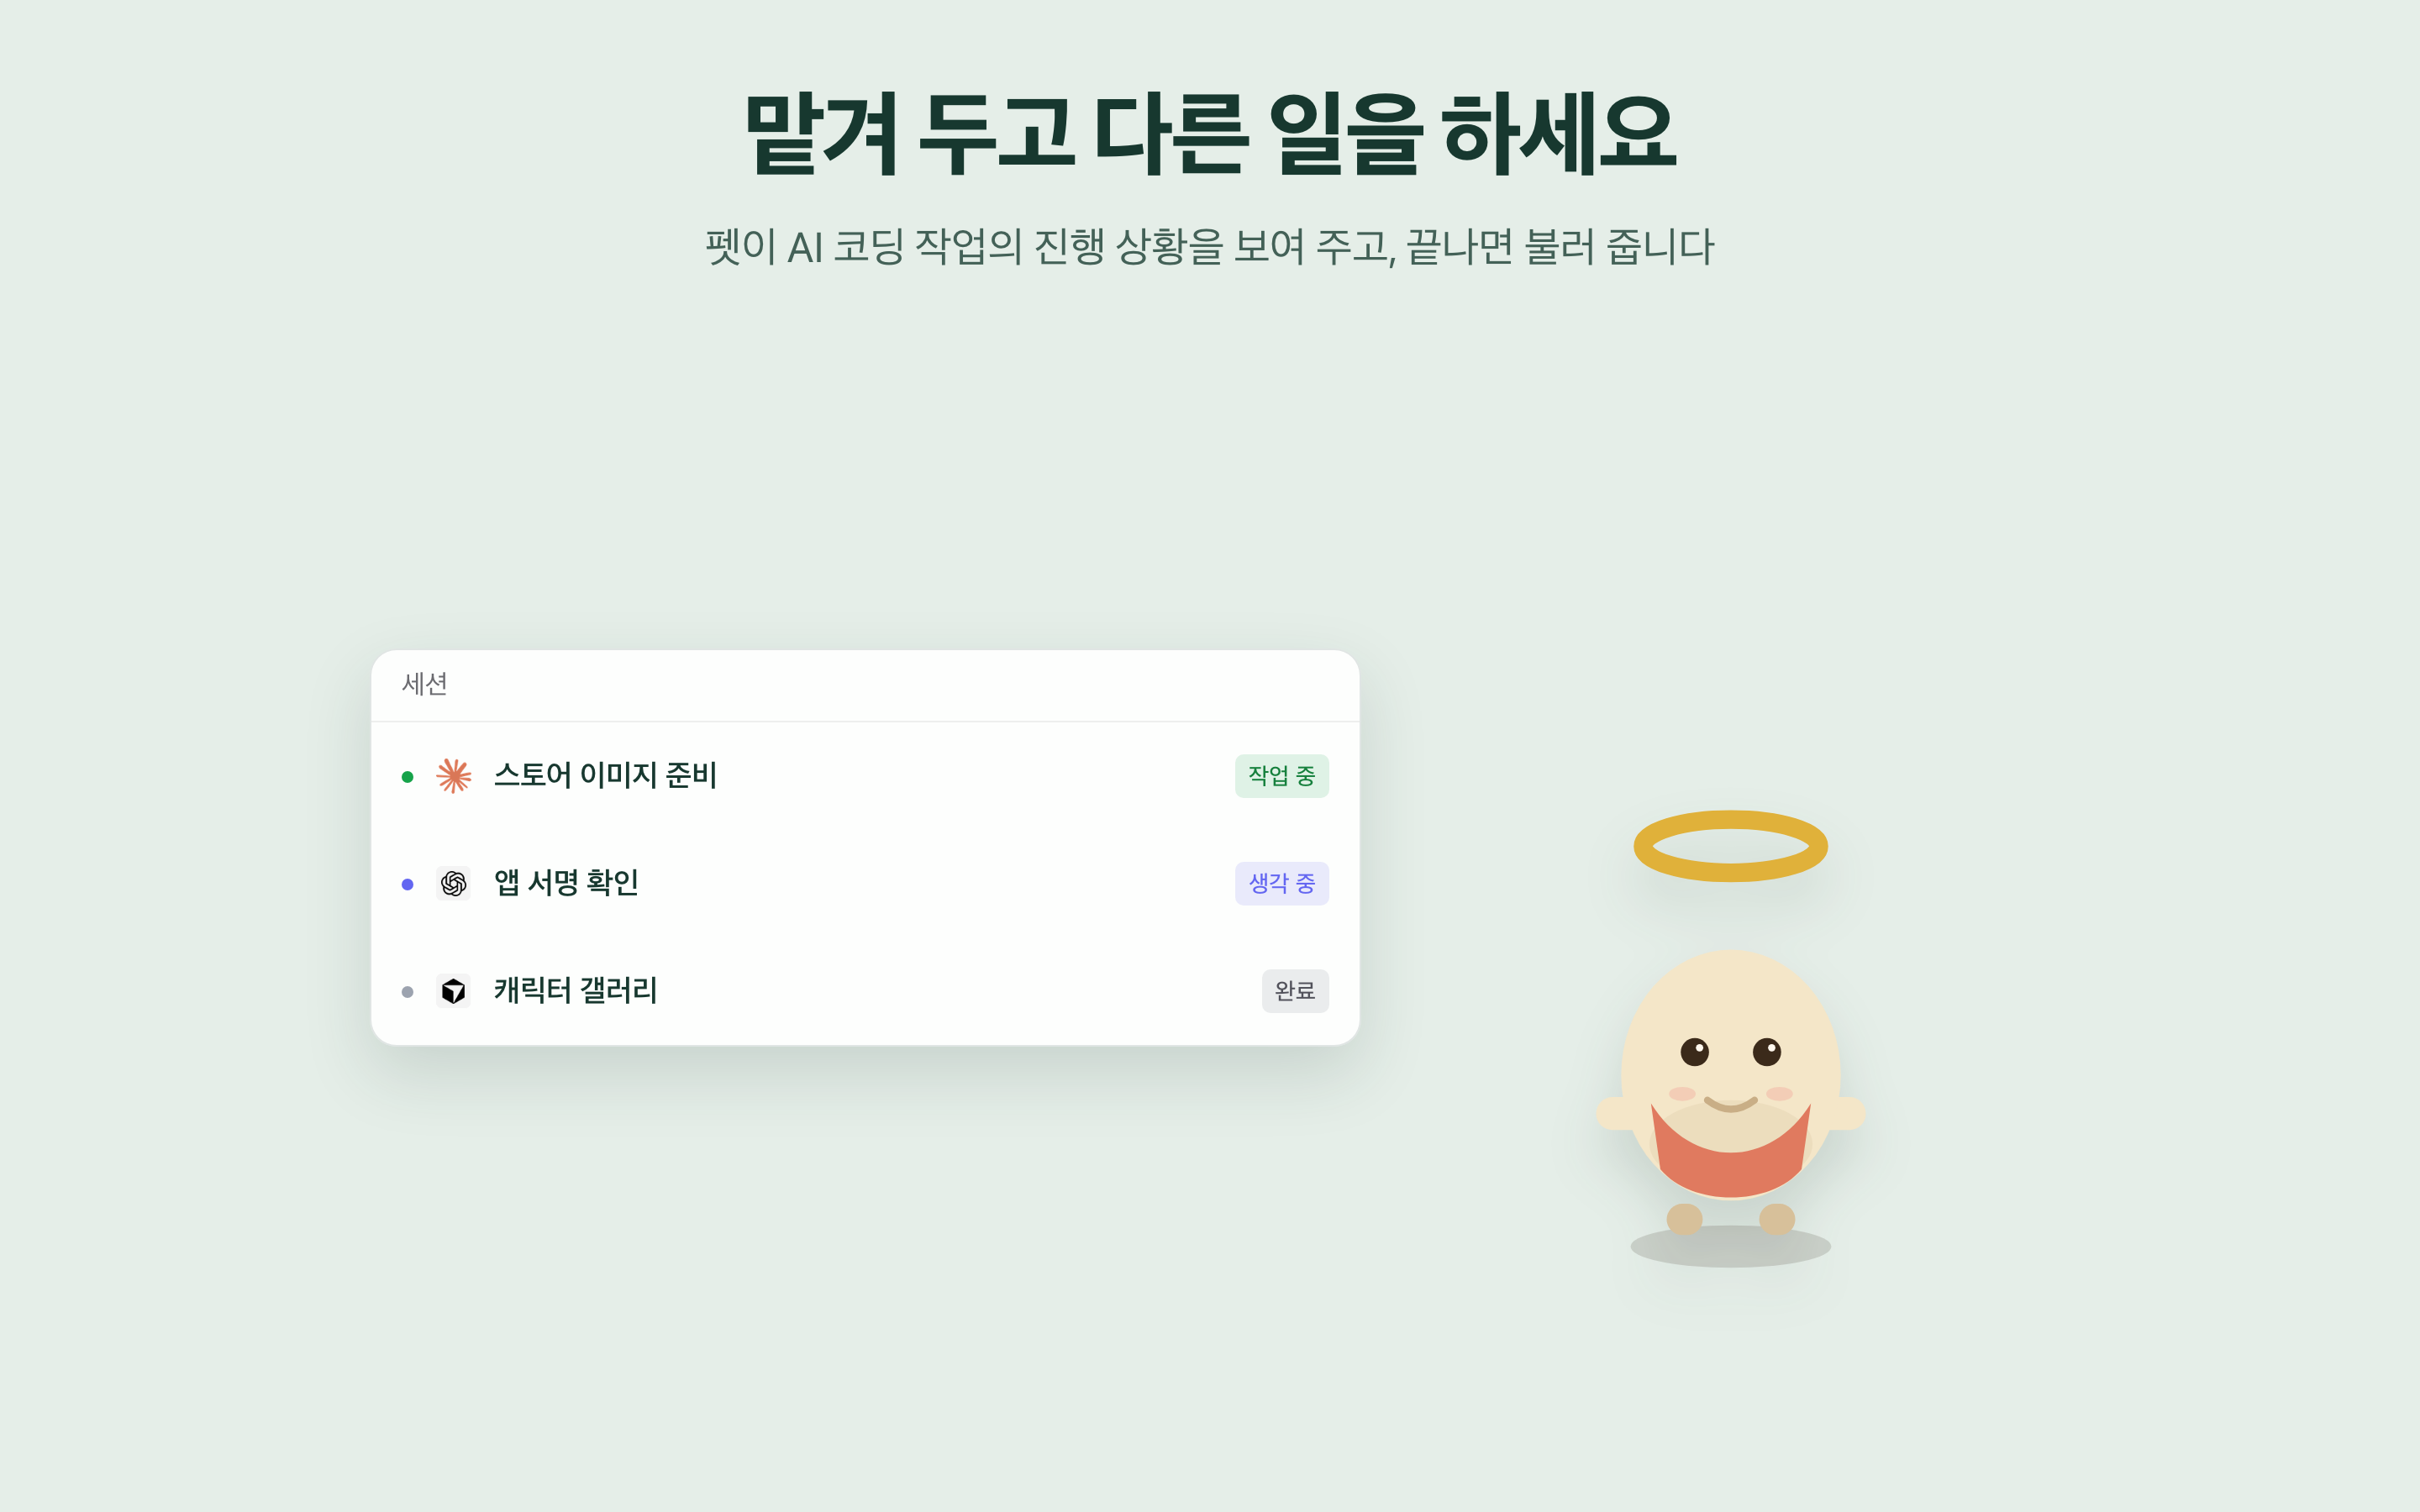 맡겨 두고 다른 일을 하세요
펫이 AI 코딩 작업의 진행 상황을 보여 주고, 끝나면 불러 줍니다
세션
스토어 이미지 준비
작업 중
앱 서명 확인
생각 중
캐릭터 갤러리
완료